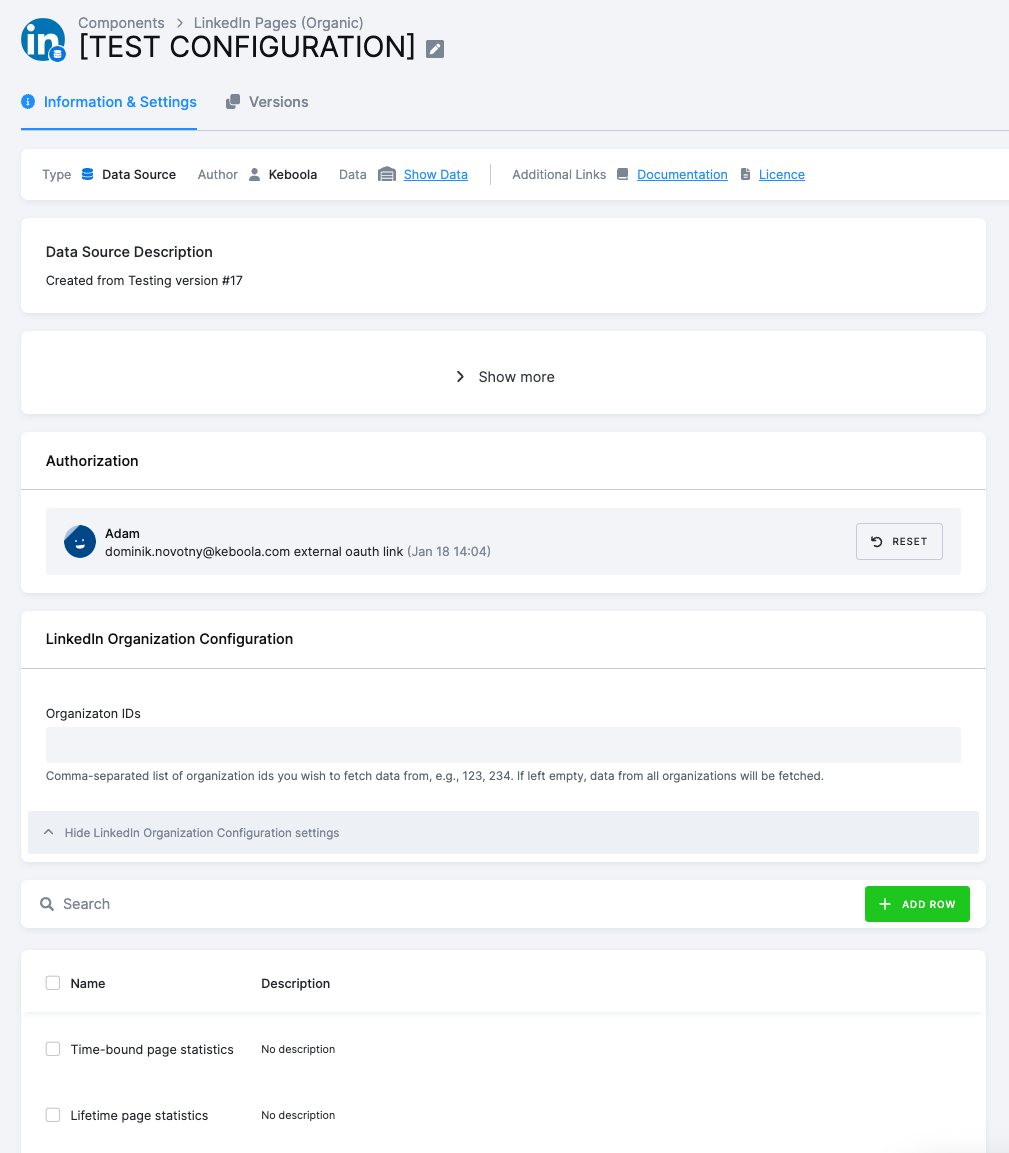 Components > LinkedIn Pages (Organic)
in
[TEST CONFIGURATION]
Information & Settings Versions
Type Data Source Author Keboola Data Show Data Additional Links Documentation Licence
Data Source Description
Created from Testing version #17
Show more
Authorization
Adam
dominik.novotny@keboola.com external oauth link (Jan 18 14:04)
RESET
LinkedIn Organization Configuration
Organizaton IDs
Comma-separated list of organization ids you wish to fetch data from, e.g., 123, 234. If left empty, data from all organizations will be fetched.
Hide LinkedIn Organization Configuration settings
Search + ADD ROW
Name Description
Time-bound page statistics No description
Lifetime page statistics No description